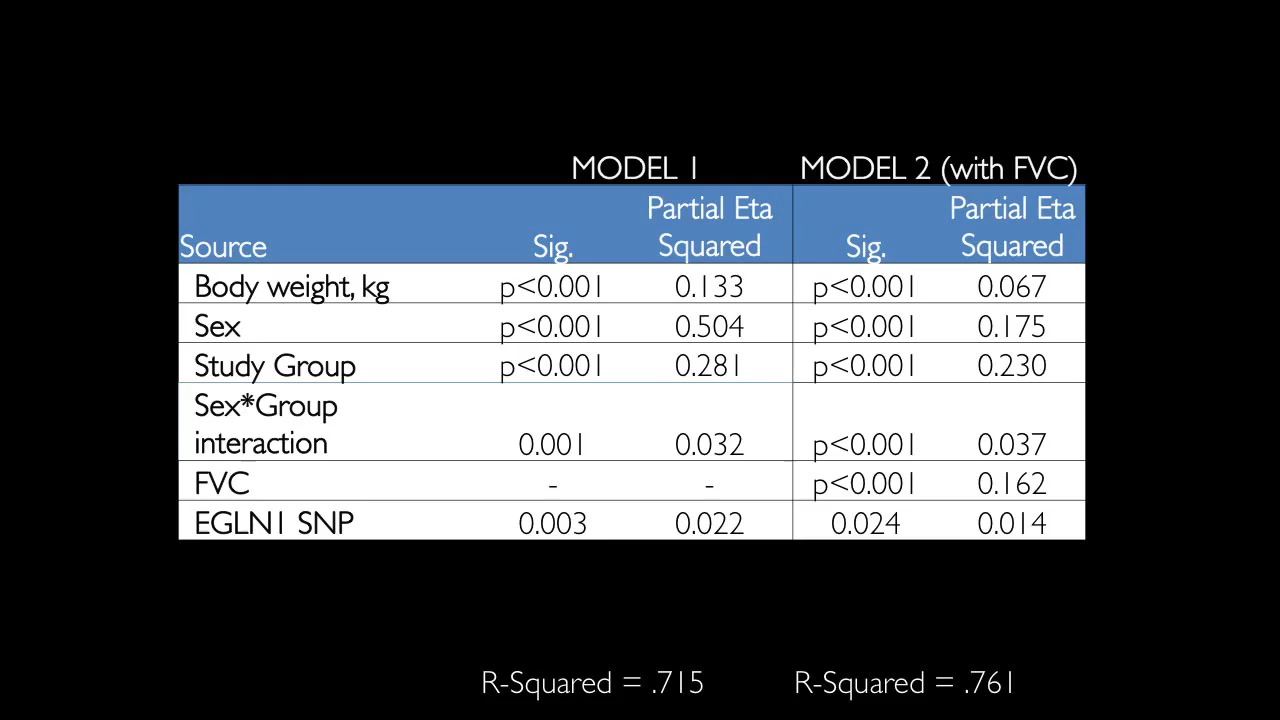 MODEL 1 MODEL 2 (with FVC)
Partial Eta Partial Eta
Source Sig. Squared Sig. Squared
Body weight, kg p<0.001 0.133 p<0.001 0.067
Sex p<0.001 0.504 p<0.001 0.175
Study Group p<0.001 0.281 p<0.001 0.230
Sex*Group
interaction 0.001 0.032 p<0.001 0.037
FVC - - p<0.001 0.162
EGLN1 SNP 0.003 0.022 0.024 0.014
R-Squared = .715 R-Squared = .761